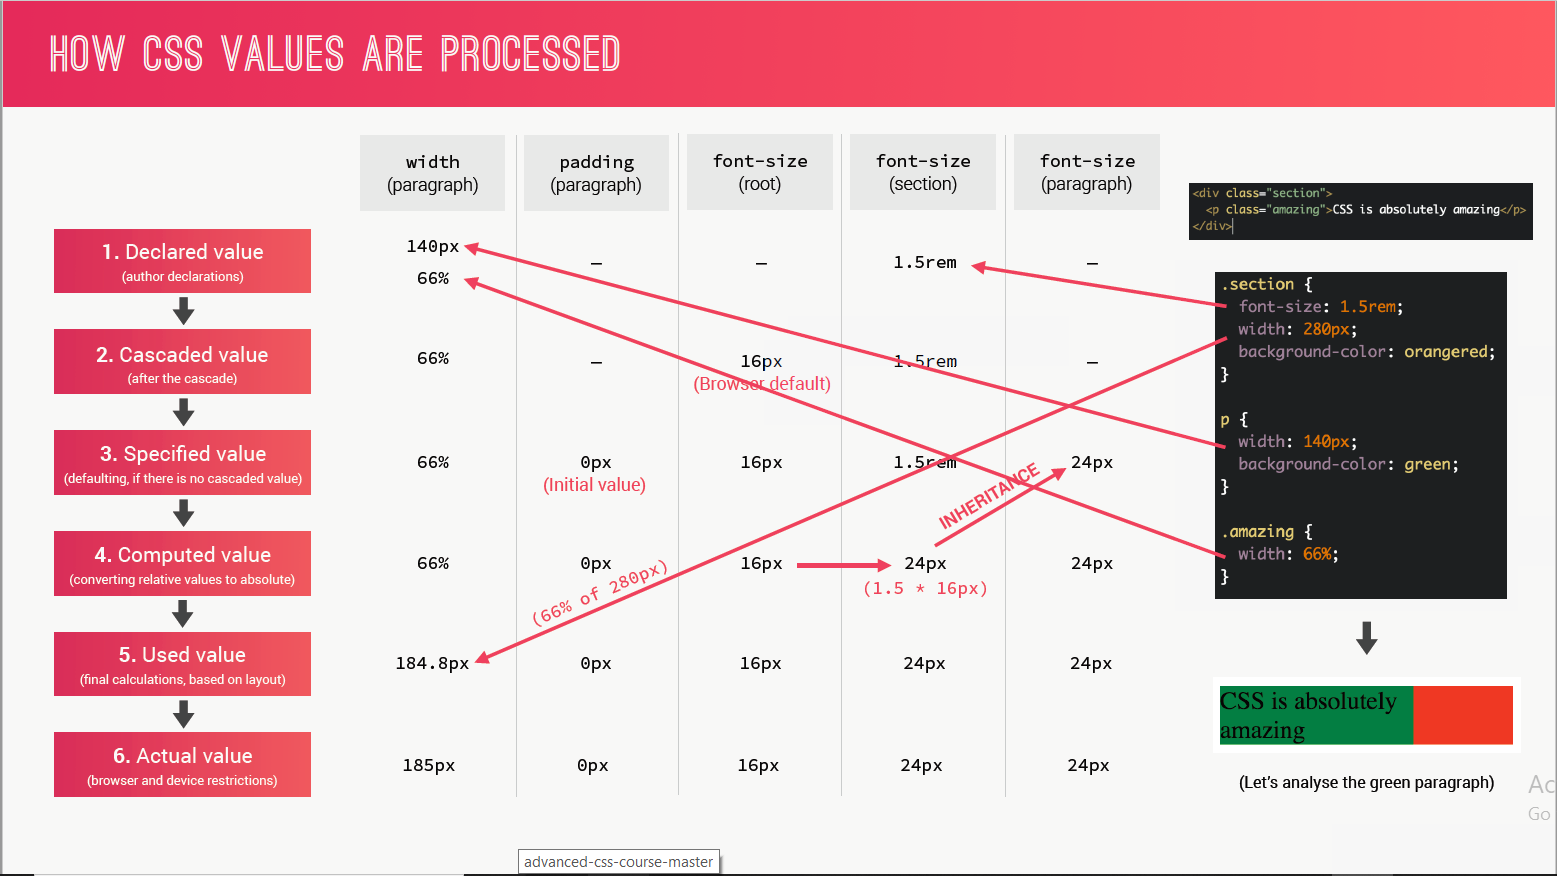 HOW CSS VALUES ARE PROCESSED
width
(paragraph)
padding
(paragraph)
font-size
(root)
font-size
(section)
font-size
(paragraph)
1. Declared value
(author declarations)
140px
66%
–
–
1.5rem
–
2. Cascaded value
(after the cascade)
66%
–
16px
(Browser default)
1.5rem
–
3. Specified value
(defaulting, if there is no cascaded value)
66%
0px
(Initial value)
16px
1.5rem
24px
INHERITANCE
4. Computed value
(converting relative values to absolute)
66%
0px
16px
24px
(1.5 * 16px)
24px
(66% of 280px)
5. Used value
(final calculations, based on layout)
184.8px
0px
16px
24px
24px
6. Actual value
(browser and device restrictions)
185px
0px
16px
24px
24px
<div class="section">
<p class="amazing">CSS is absolutely amazing</p>
</div>
.section {
font-size: 1.5rem;
width: 280px;
background-color: orangered;
}
p {
width: 140px;
background-color: green;
}
.amazing {
width: 66%;
}
CSS is absolutely
amazing
(Let's analyse the green paragraph)
Ac
Go
advanced-css-course-master